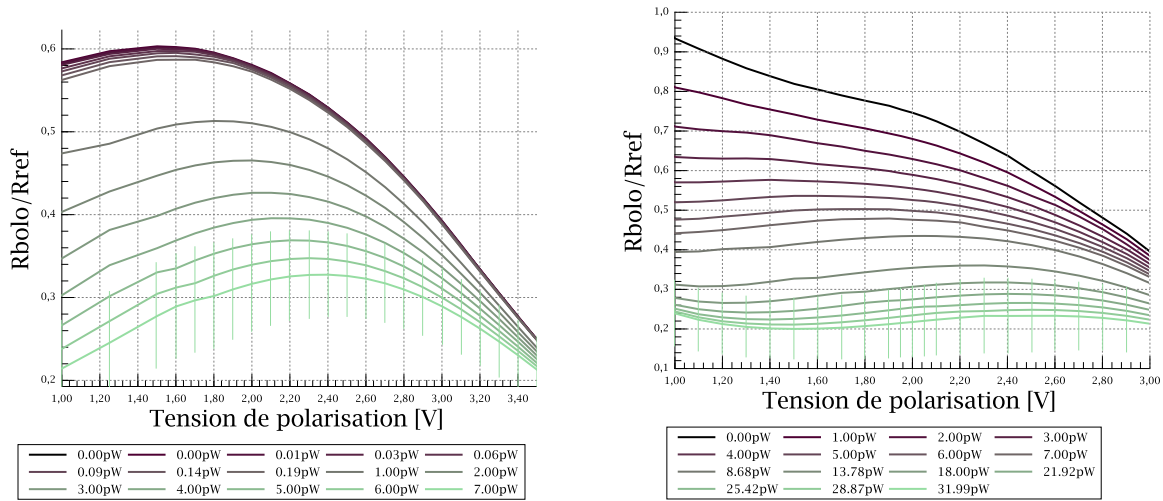 0,6
0,5
0,4
0,3
0,2
Rbolo/Rref
1,00 1,20 1,40 1,60 1,80 2,00 2,20 2,40 2,60 2,80 3,00 3,20 3,40
Tension de polarisation [V]
0.00pW 0.00pW 0.01pW 0.03pW 0.06pW
0.09pW 0.14pW 0.19pW 1.00pW 2.00pW
3.00pW 4.00pW 5.00pW 6.00pW 7.00pW
1,0
0,9
0,8
0,7
0,6
0,5
0,4
0,3
0,2
0,1
Rbolo/Rref
1,00 1,20 1,40 1,60 1,80 2,00 2,20 2,40 2,60 2,80 3,00
Tension de polarisation [V]
0.00pW 1.00pW 2.00pW 3.00pW
4.00pW 5.00pW 6.00pW 7.00pW
8.68pW 13.78pW 18.00pW 21.92pW
25.42pW 28.87pW 31.99pW